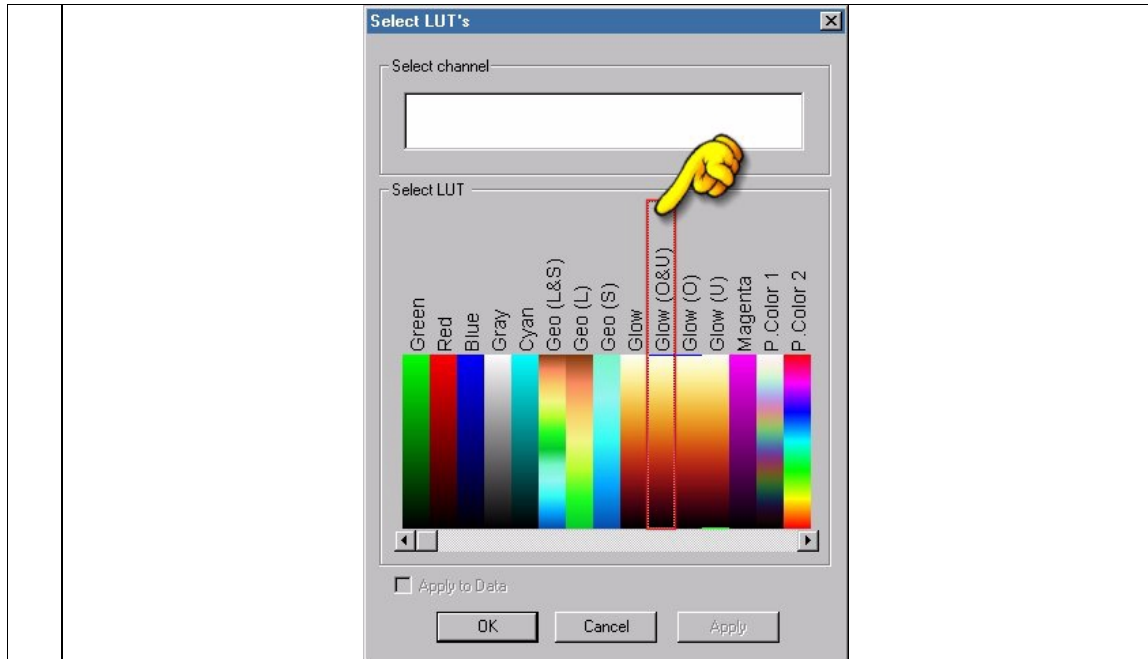 Select LUT's
Select channel
Select LUT
Green
Red
Blue
Gray
Cyan
Geo (L&S)
Geo (L)
Geo (S)
Glow
Glow (O&U)
Glow (O)
Glow (U)
Magenta
P.Color 1
P.Color 2
Apply to Data
OK Cancel Apply